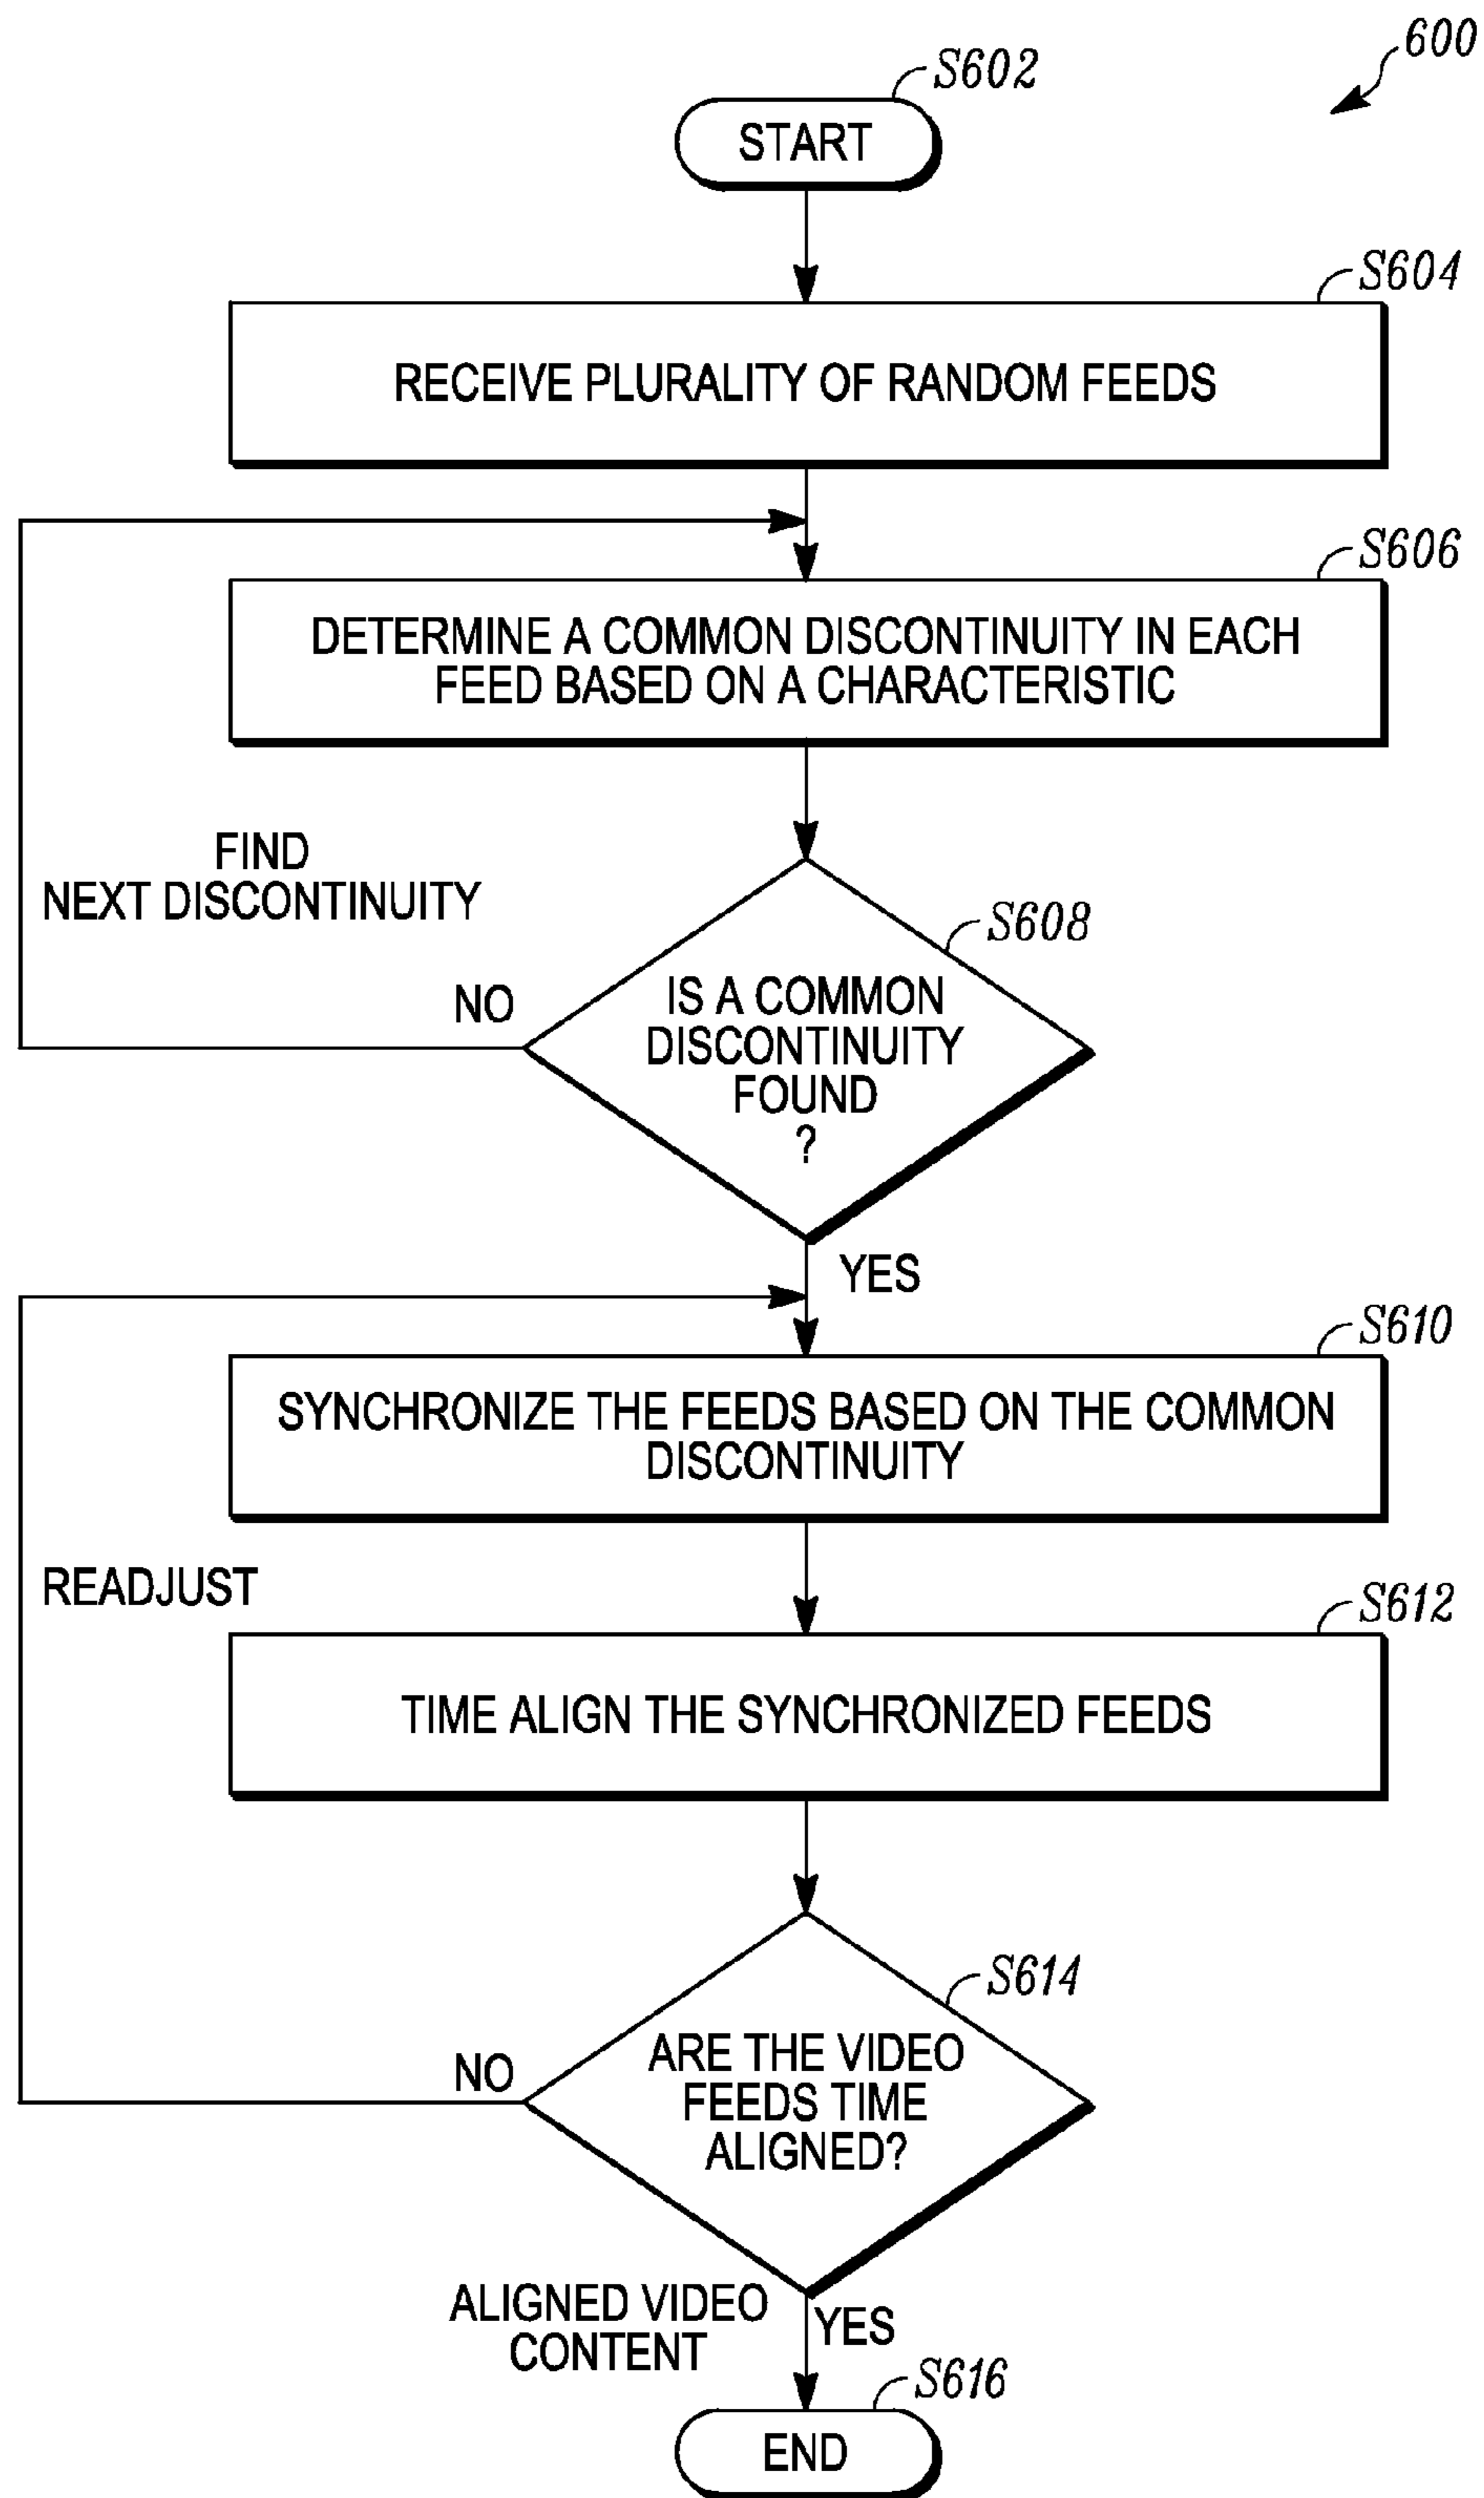 600
S602
START
S604
RECEIVE PLURALITY OF RANDOM FEEDS
S606
DETERMINE A COMMON DISCONTINUITY IN EACH
FEED BASED ON A CHARACTERISTIC
FIND
NEXT DISCONTINUITY
S608
NO
IS A COMMON
DISCONTINUITY
FOUND
?
YES
S610
SYNCHRONIZE THE FEEDS BASED ON THE COMMON
DISCONTINUITY
READJUST
S612
TIME ALIGN THE SYNCHRONIZED FEEDS
S614
NO
ARE THE VIDEO
FEEDS TIME
ALIGNED?
ALIGNED VIDEO
CONTENT
YES
S616
END